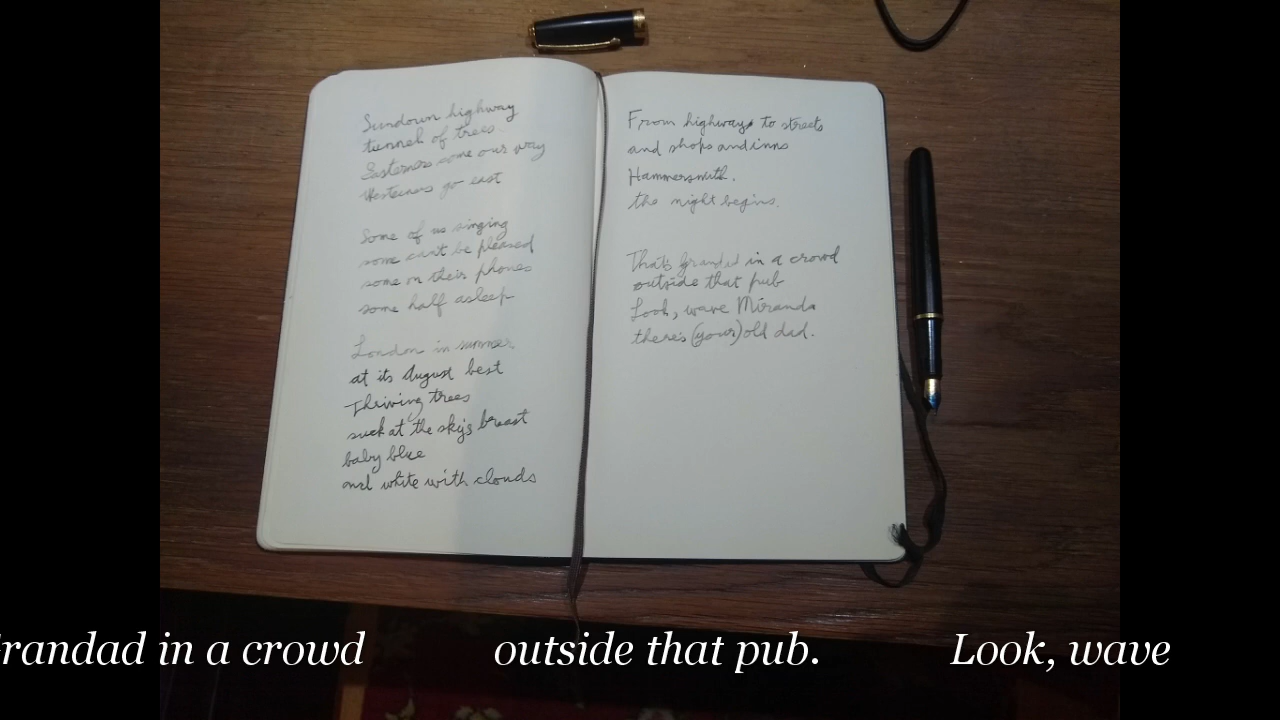 Sundown highway
tunnel of trees
Easterners come our way
Westerners go east
Some of us singing
some can't be pleased
some on their phones
some half asleep
London in summer
at its August best
Thriving trees
suck at the sky's breast
baby blue
and white with clouds
From highways to streets
and shops and inns
Hammersmith.
the night begins.
That's Grandad in a crowd
outside that pub
Look, wave Miranda
there's (your) old dad.
randad in a crowd outside that pub. Look, wave